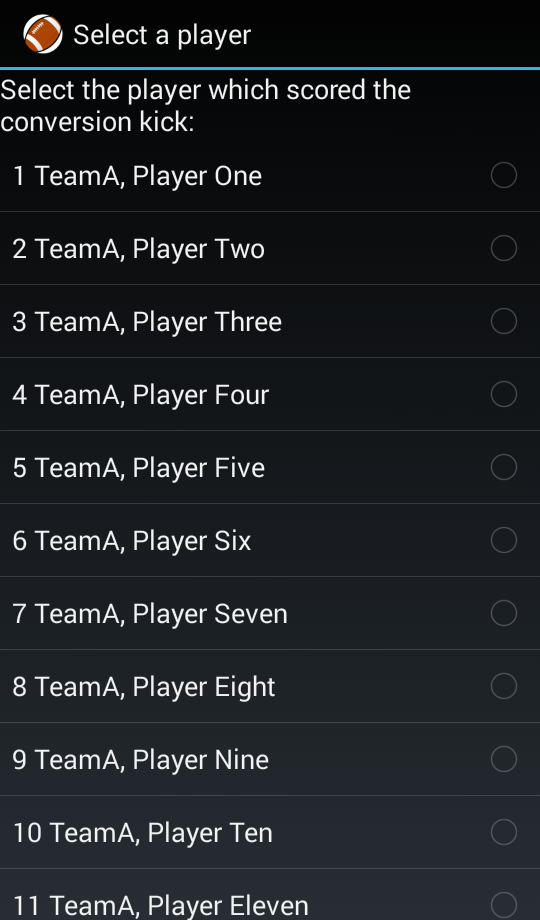 Select a player
Select the player which scored the
conversion kick:
1 TeamA, Player One
2 TeamA, Player Two
3 TeamA, Player Three
4 TeamA, Player Four
5 TeamA, Player Five
6 TeamA, Player Six
7 TeamA, Player Seven
8 TeamA, Player Eight
9 TeamA, Player Nine
10 TeamA, Player Ten
11 TeamA, Player Eleven